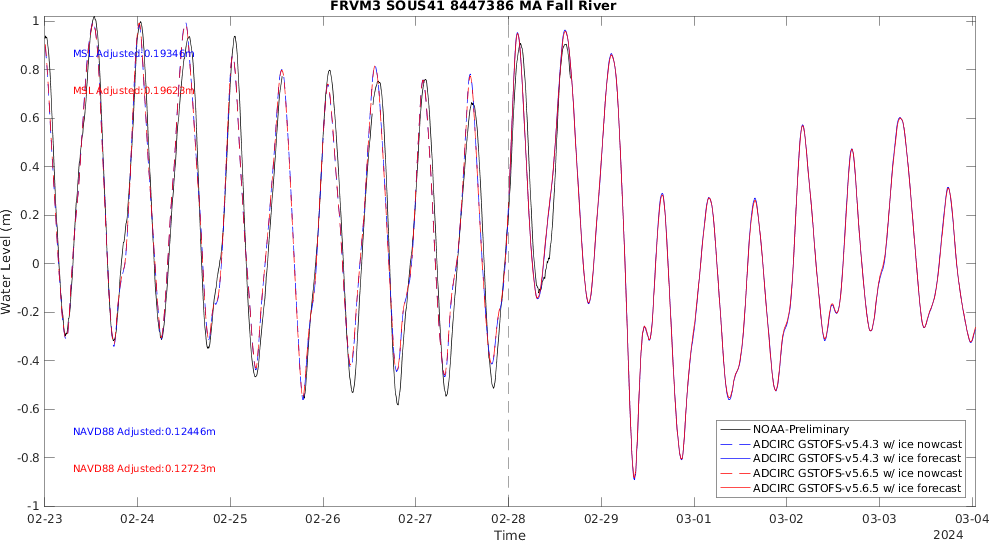 FRVM3 SOUS41 8447386 MA Fall River
1
0.8
0.6
0.4
0.2
0
-0.2
-0.4
-0.6
-0.8
-1
Water Level (m)
MSL Adjusted:0.19346m
MSL Adjusted:0.19623m
NAVD88 Adjusted:0.12446m
NAVD88 Adjusted:0.12723m
NOAA-Preliminary
ADCIRC GSTOFS-v5.4.3 w/ ice nowcast
ADCIRC GSTOFS-v5.4.3 w/ ice forecast
ADCIRC GSTOFS-v5.6.5 w/ ice nowcast
ADCIRC GSTOFS-v5.6.5 w/ ice forecast
02-23 02-24 02-25 02-26 02-27 02-28 02-29 03-01 03-02 03-03 03-04
Time
2024